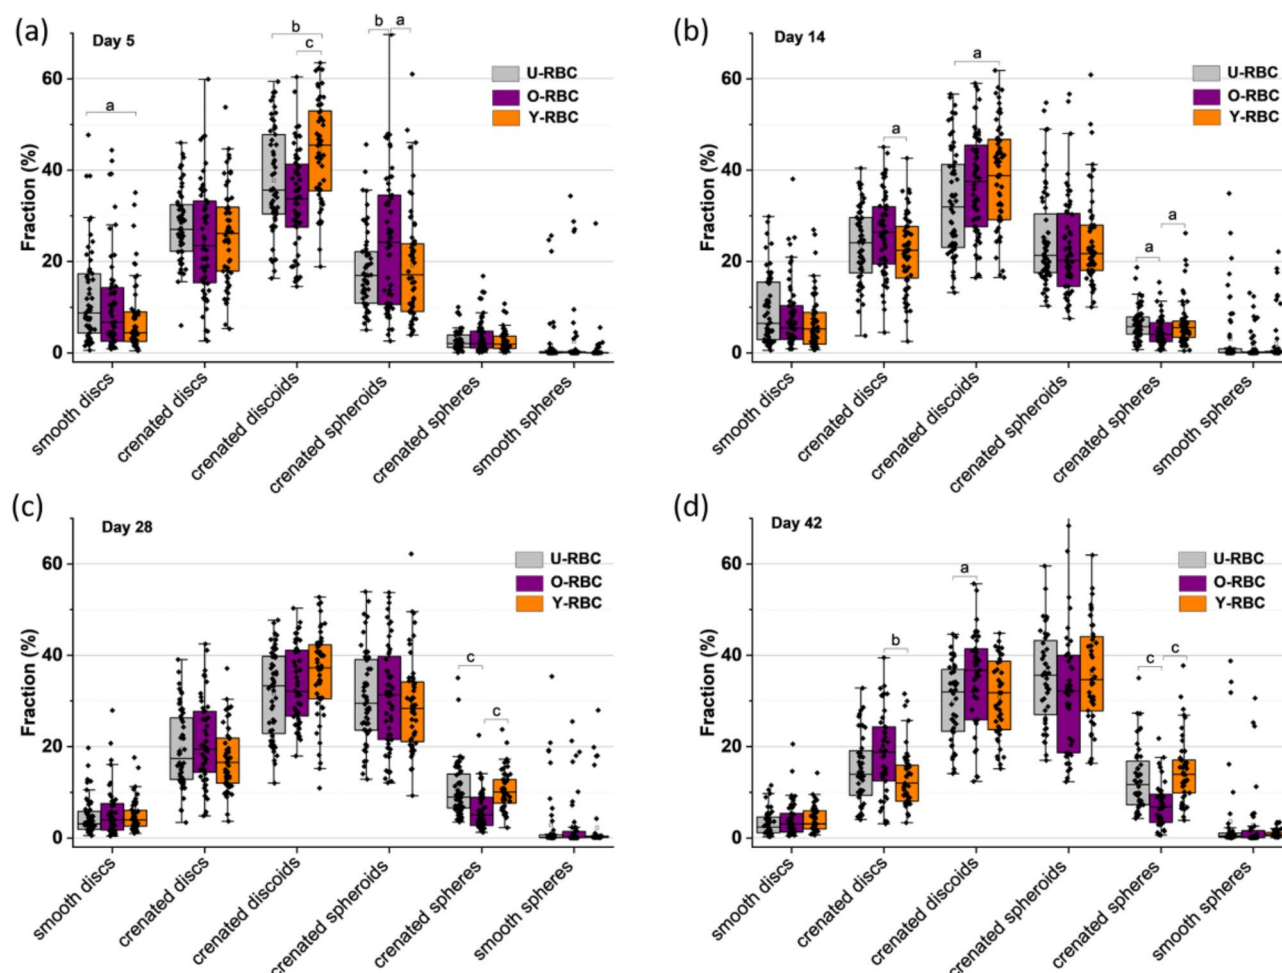 (a)
Day 5
b
c
b
a
a
U-RBC
O-RBC
Y-RBC
Fraction (%)
60
40
20
0
smooth discs
crenated discs
crenated discoids
crenated spheroids
crenated spheres
smooth spheres
(b)
Day 14
a
a
a
a
U-RBC
O-RBC
Y-RBC
Fraction (%)
60
40
20
0
smooth discs
crenated discs
crenated discoids
crenated spheroids
crenated spheres
smooth spheres
(c)
Day 28
c
c
U-RBC
O-RBC
Y-RBC
Fraction (%)
60
40
20
0
smooth discs
crenated discs
crenated discoids
crenated spheroids
crenated spheres
smooth spheres
(d)
Day 42
a
b
c
c
U-RBC
O-RBC
Y-RBC
Fraction (%)
60
40
20
0
smooth discs
crenated discs
crenated discoids
crenated spheroids
crenated spheres
smooth spheres